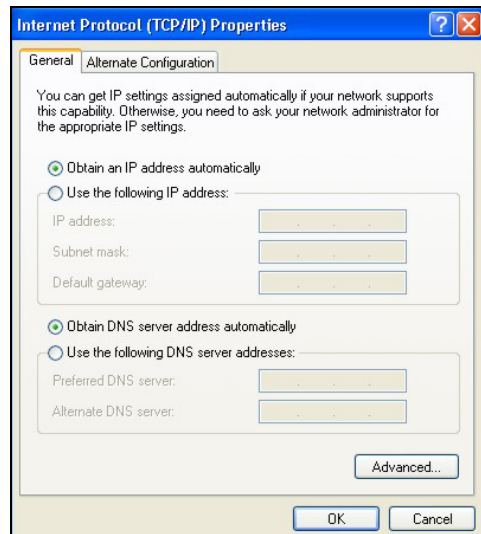 Internet Protocol (TCP/IP) Properties
General
Alternate Configuration
You can get IP settings assigned automatically if your network supports
this capability. Otherwise, you need to ask your network administrator for
the appropriate IP settings.
Obtain an IP address automatically
Use the following IP address:
IP address:
Subnet mask:
Default gateway:
Obtain DNS server address automatically
Use the following DNS server addresses:
Preferred DNS server:
Alternate DNS server:
Advanced...
OK
Cancel